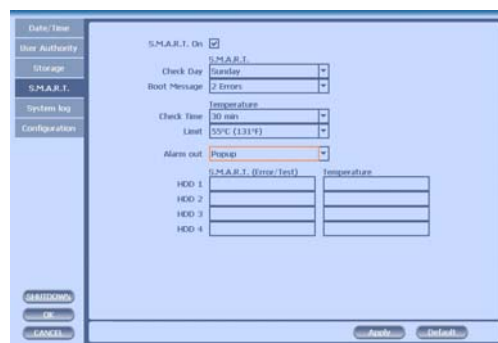 Date/Time
User Authority
Storage
S.M.A.R.T.
System log
Configuration
SHUTDOWN
OK
CANCEL
S.M.A.R.T. On
S.M.A.R.T.
Check Day Sunday
Boot Message 2 Errors
Temperature
Check Time 30 min
Limit 55°C (131°F)
Alarm out Popup
S.M.A.R.T. (Error/Test) Temperature
HDD 1
HDD 2
HDD 3
HDD 4
Apply Default